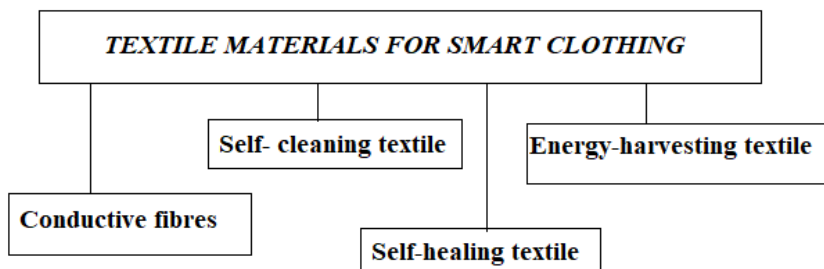 TEXTILE MATERIALS FOR SMART CLOTHING
Self- cleaning textile
Energy-harvesting textile
Conductive fibres
Self-healing textile